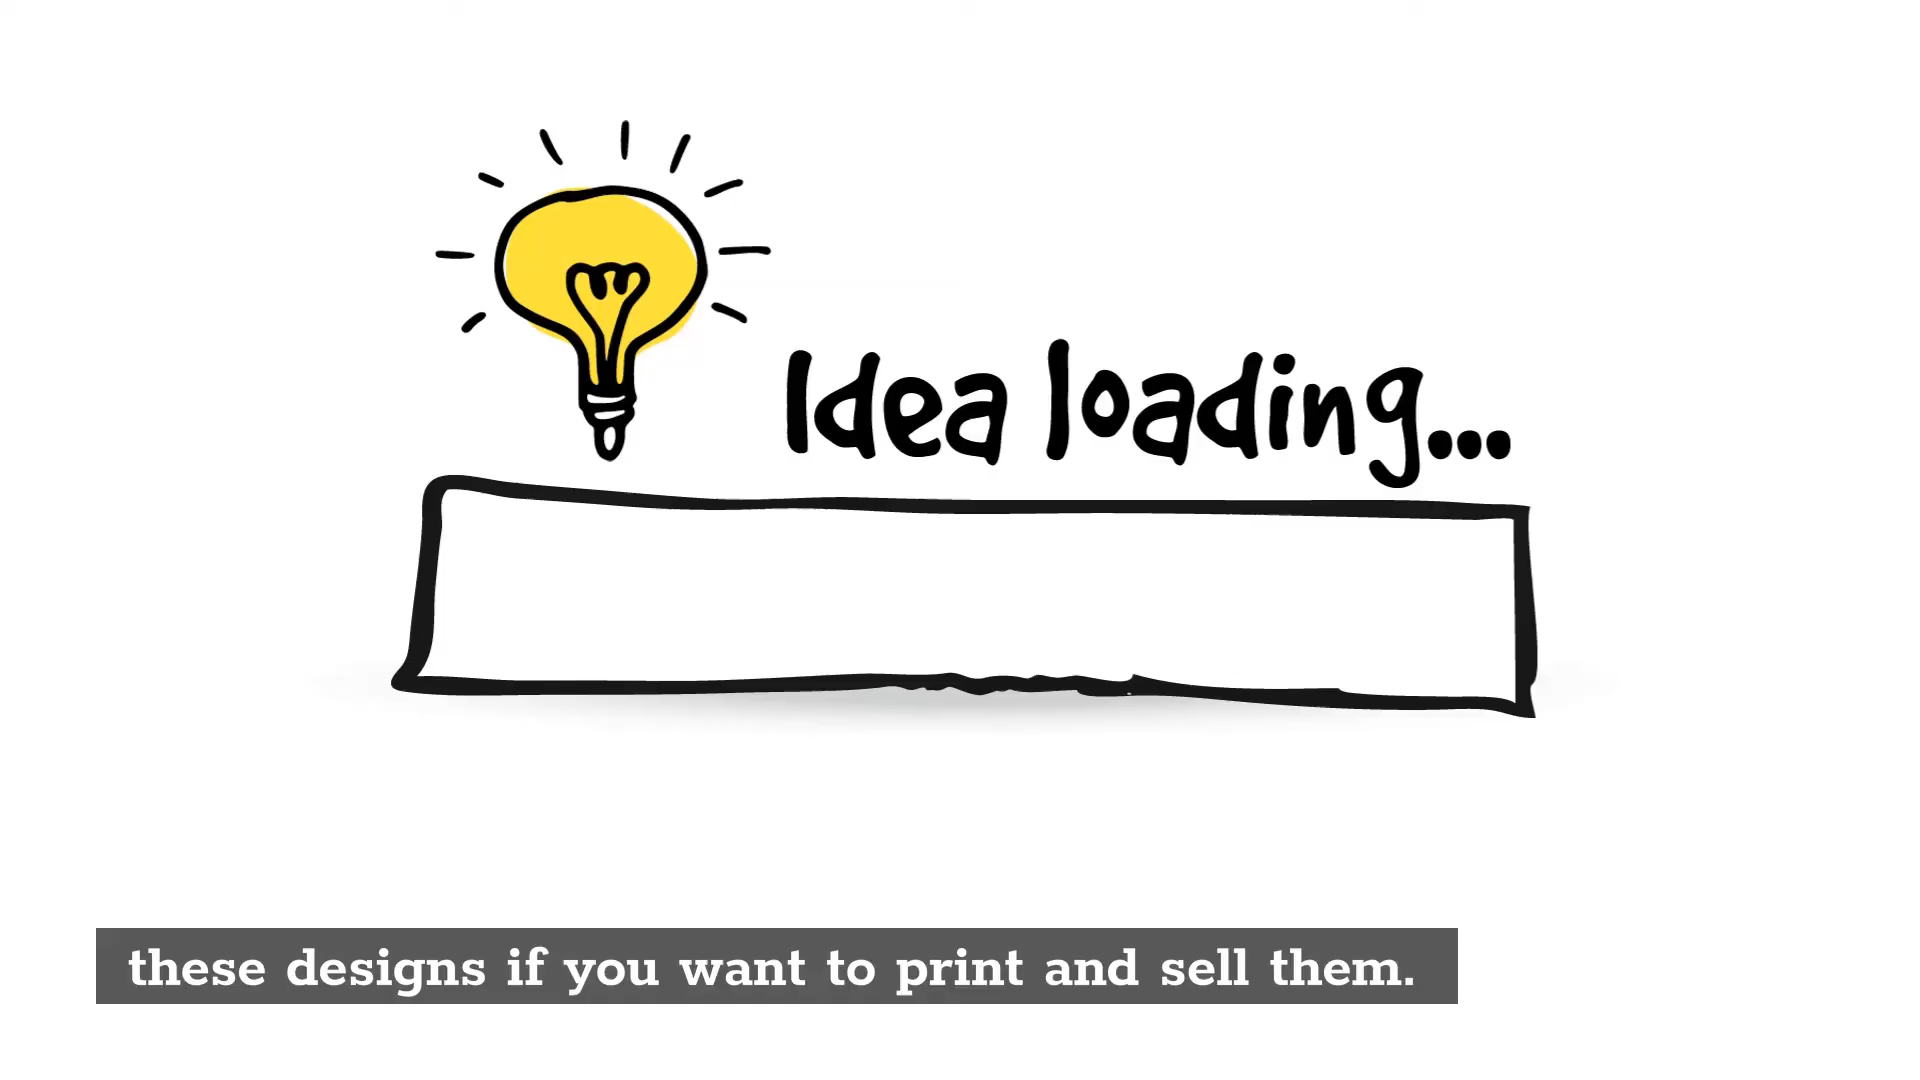 Idea loading...
these designs if you want to print and sell them.